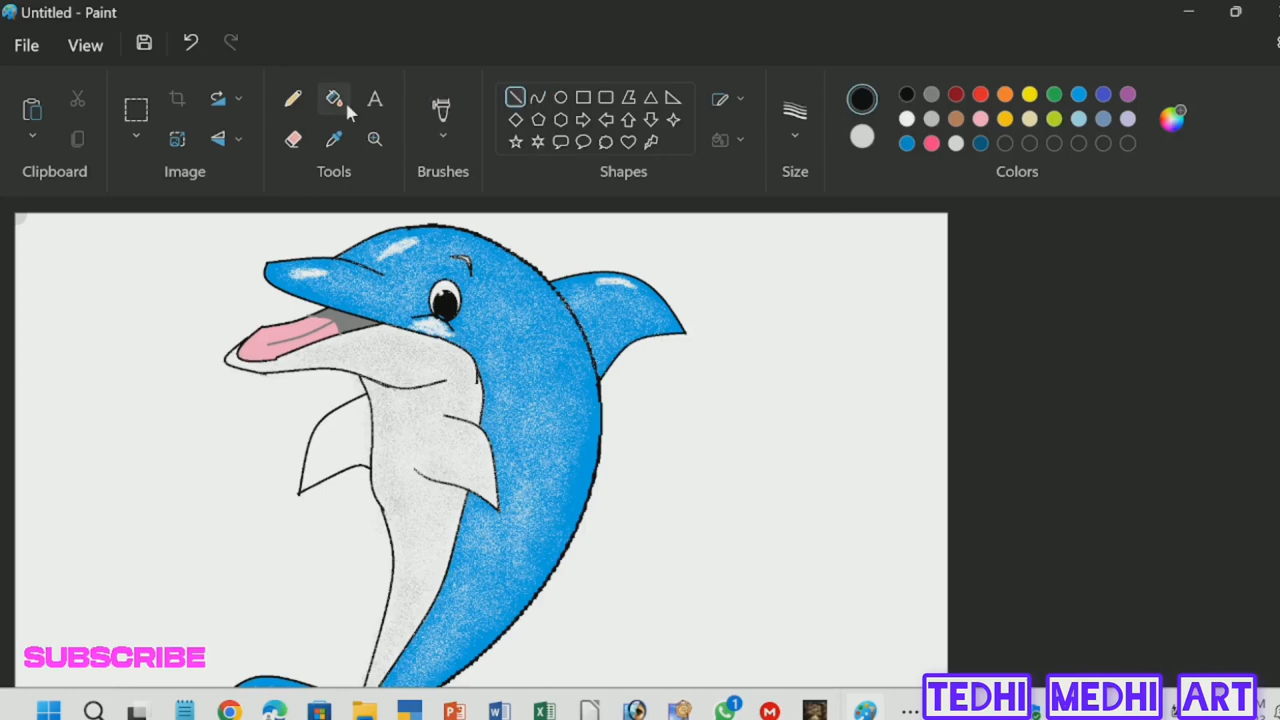 Untitled - Paint
File View
Clipboard Image Tools Brushes Shapes Size Colors
SUBSCRIBE
TEDHI MEDHI ART